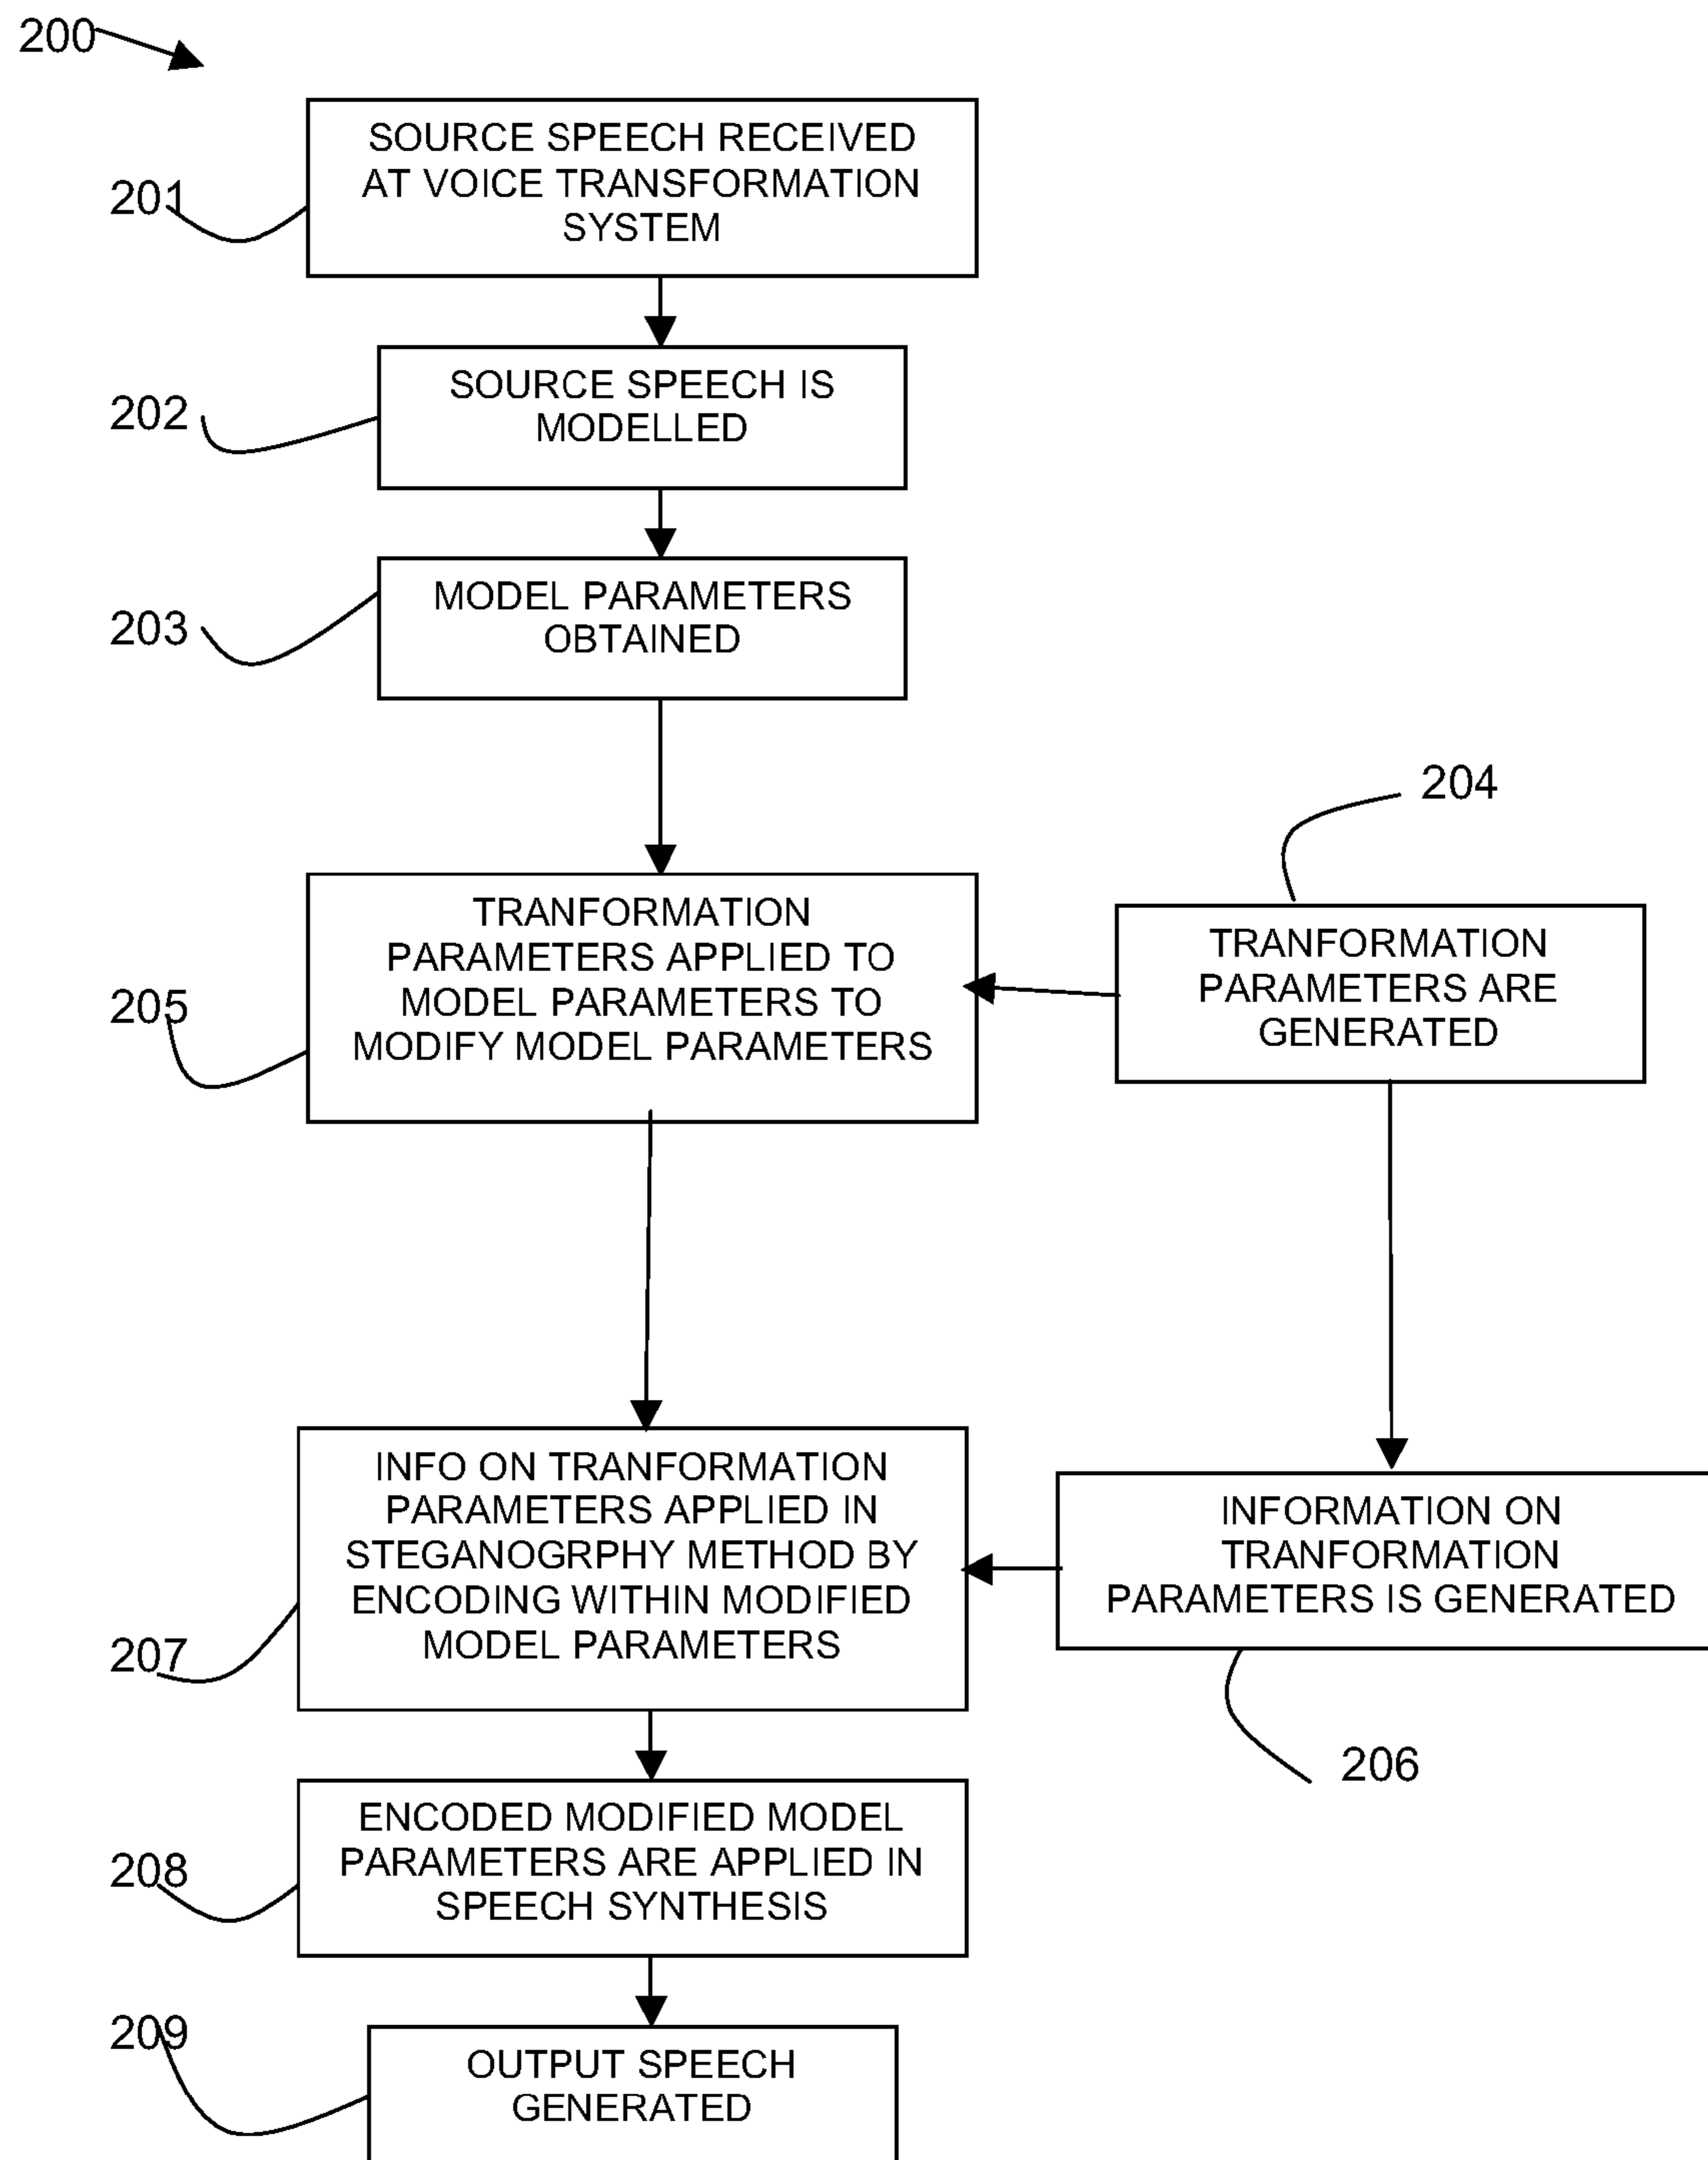 200
SOURCE SPEECH RECEIVED
AT VOICE TRANSFORMATION
SYSTEM
201
SOURCE SPEECH IS
MODELLED
202
MODEL PARAMETERS
OBTAINED
203
204
TRANFORMATION
PARAMETERS APPLIED TO
MODEL PARAMETERS TO
MODIFY MODEL PARAMETERS
205
TRANFORMATION
PARAMETERS ARE
GENERATED
INFO ON TRANFORMATION
PARAMETERS APPLIED IN
STEGANOGRPHY METHOD BY
ENCODING WITHIN MODIFIED
MODEL PARAMETERS
207
INFORMATION ON
TRANFORMATION
PARAMETERS IS GENERATED
206
ENCODED MODIFIED MODEL
PARAMETERS ARE APPLIED IN
SPEECH SYNTHESIS
208
209
OUTPUT SPEECH
GENERATED